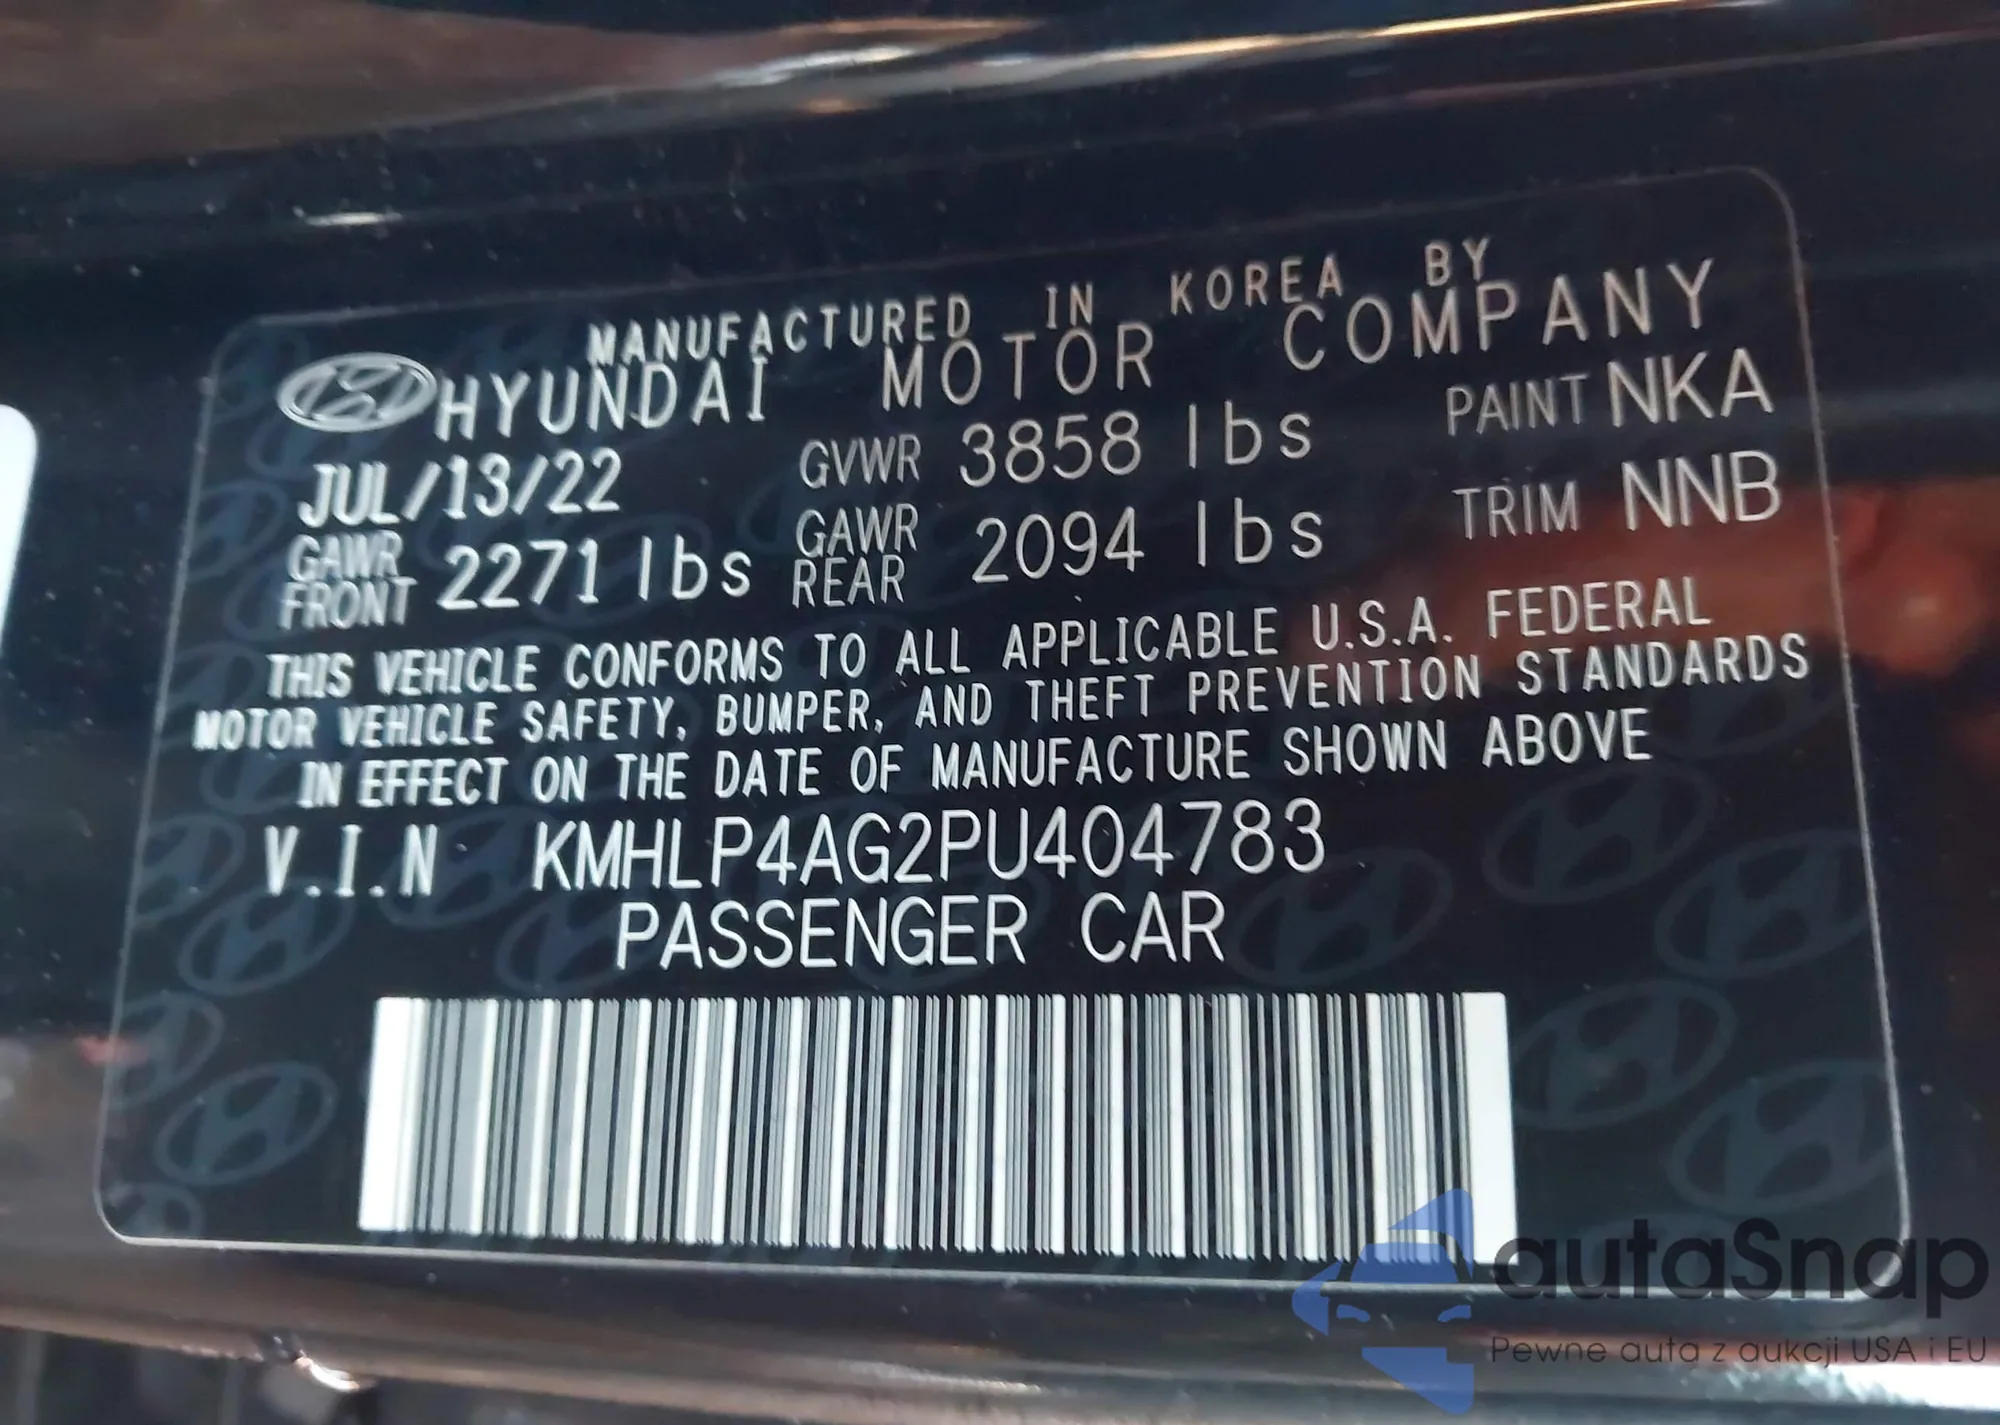 MANUFACTURED IN KOREA BY
HYUNDAI MOTOR COMPANY
JUL/13/22 GVWR 3858 lbs PAINT NKA
GAWR FRONT 2271 lbs GAWR REAR 2094 lbs TRIM NNB
THIS VEHICLE CONFORMS TO ALL APPLICABLE U.S.A. FEDERAL
MOTOR VEHICLE SAFETY, BUMPER, AND THEFT PREVENTION STANDARDS
IN EFFECT ON THE DATE OF MANUFACTURE SHOWN ABOVE
V.I.N KMHLP4AG2PU404783
PASSENGER CAR
autaSnap
Pewne auta z aukcji USA i EU